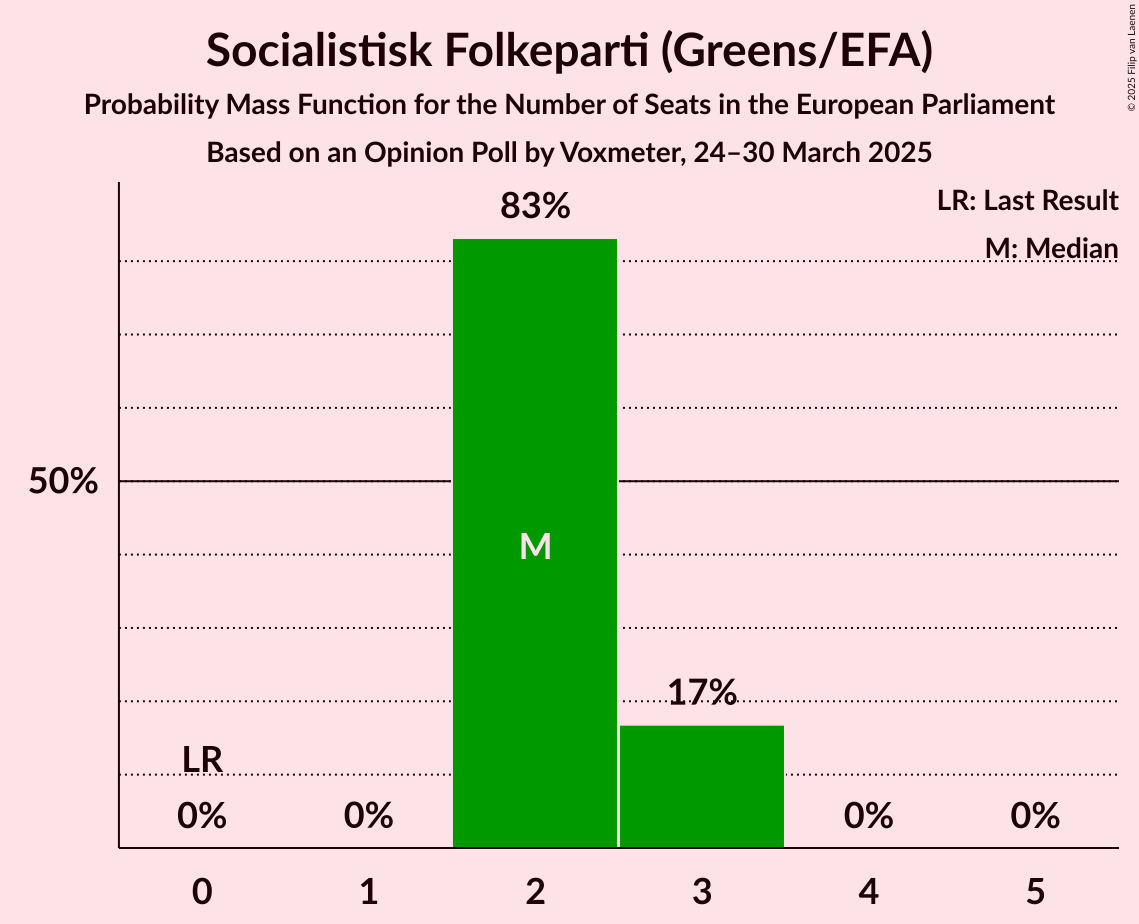 Socialistisk Folkeparti (Greens/EFA)
Probability Mass Function for the Number of Seats in the European Parliament
Based on an Opinion Poll by Voxmeter, 24–30 March 2025
© 2025 Filip van Laenen
LR: Last Result
M: Median
83%
50%
M
17%
LR
0%
0%
0%
0%
0
1
2
3
4
5